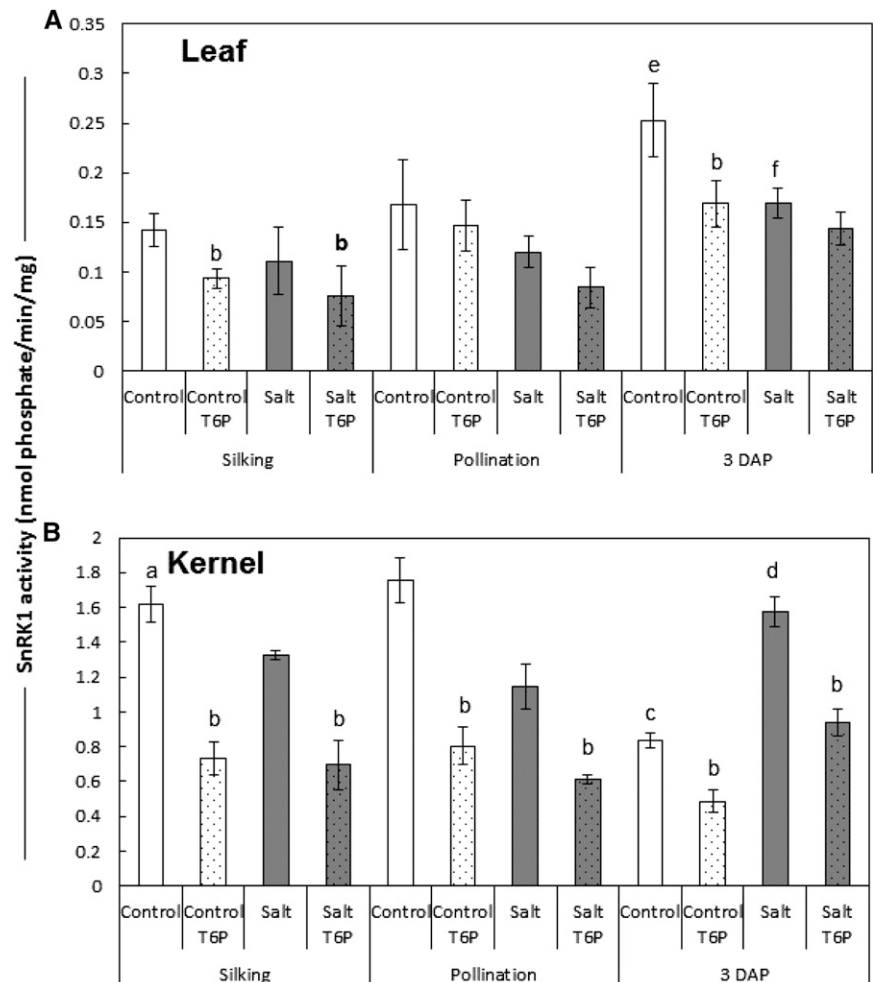 A
Leaf
0.35
0.3
0.25
0.2
0.15
0.1
0.05
0
b
b
e
b
f
Control
Control T6P
Salt
Salt T6P
Control
Control T6P
Salt
Salt T6P
Control
Control T6P
Salt
Salt T6P
Silking
Pollination
3 DAP
SnRK1 activity (nmol phosphate/min/mg)
B
Kernel
2
1.8
1.6
1.4
1.2
1
0.8
0.6
0.4
0.2
0
a
b
b
b
b
c
b
d
b
Control
Control T6P
Salt
Salt T6P
Control
Control T6P
Salt
Salt T6P
Control
Control T6P
Salt
Salt T6P
Silking
Pollination
3 DAP